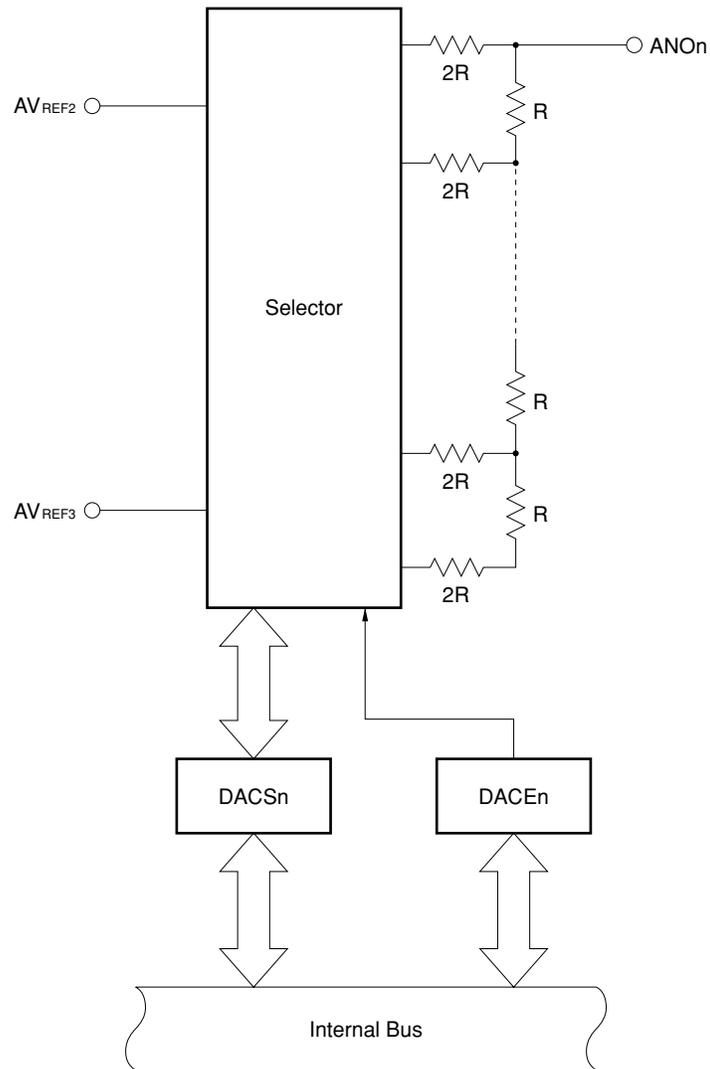 2R
ANOn
AVREF2
R
2R
Selector
R
2R
AVREF3
R
2R
DACSn
DACEn
Internal Bus